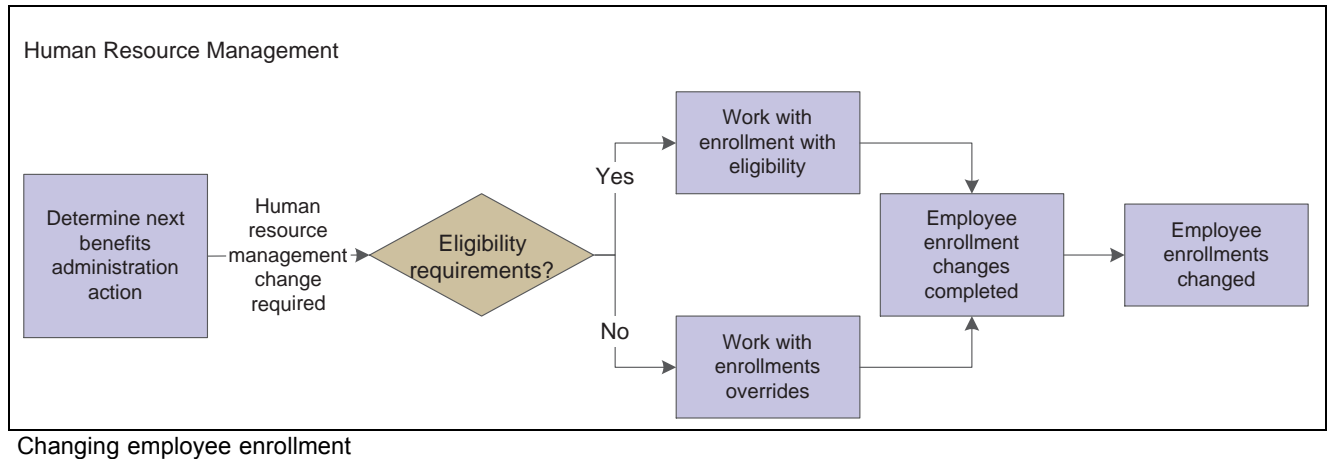 Human Resource Management
Determine next
benefits
administration
action
Human
resource
management
change
required
Eligibility
requirements?
Yes
No
Work with
enrollment with
eligibility
Work with
enrollments
overrides
Employee
enrollment
changes
completed
Employee
enrollments
changed
Changing employee enrollment